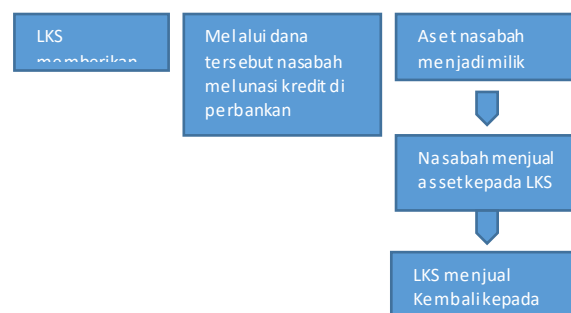 LKS
memberikan
Melalui dana
tersebut nasabah
melunasi kredit di
perbankan
Aset nasabah
menjadi milik
Nasabah menjual
asset kepada LKS
LKS menjual
Kembali kepada